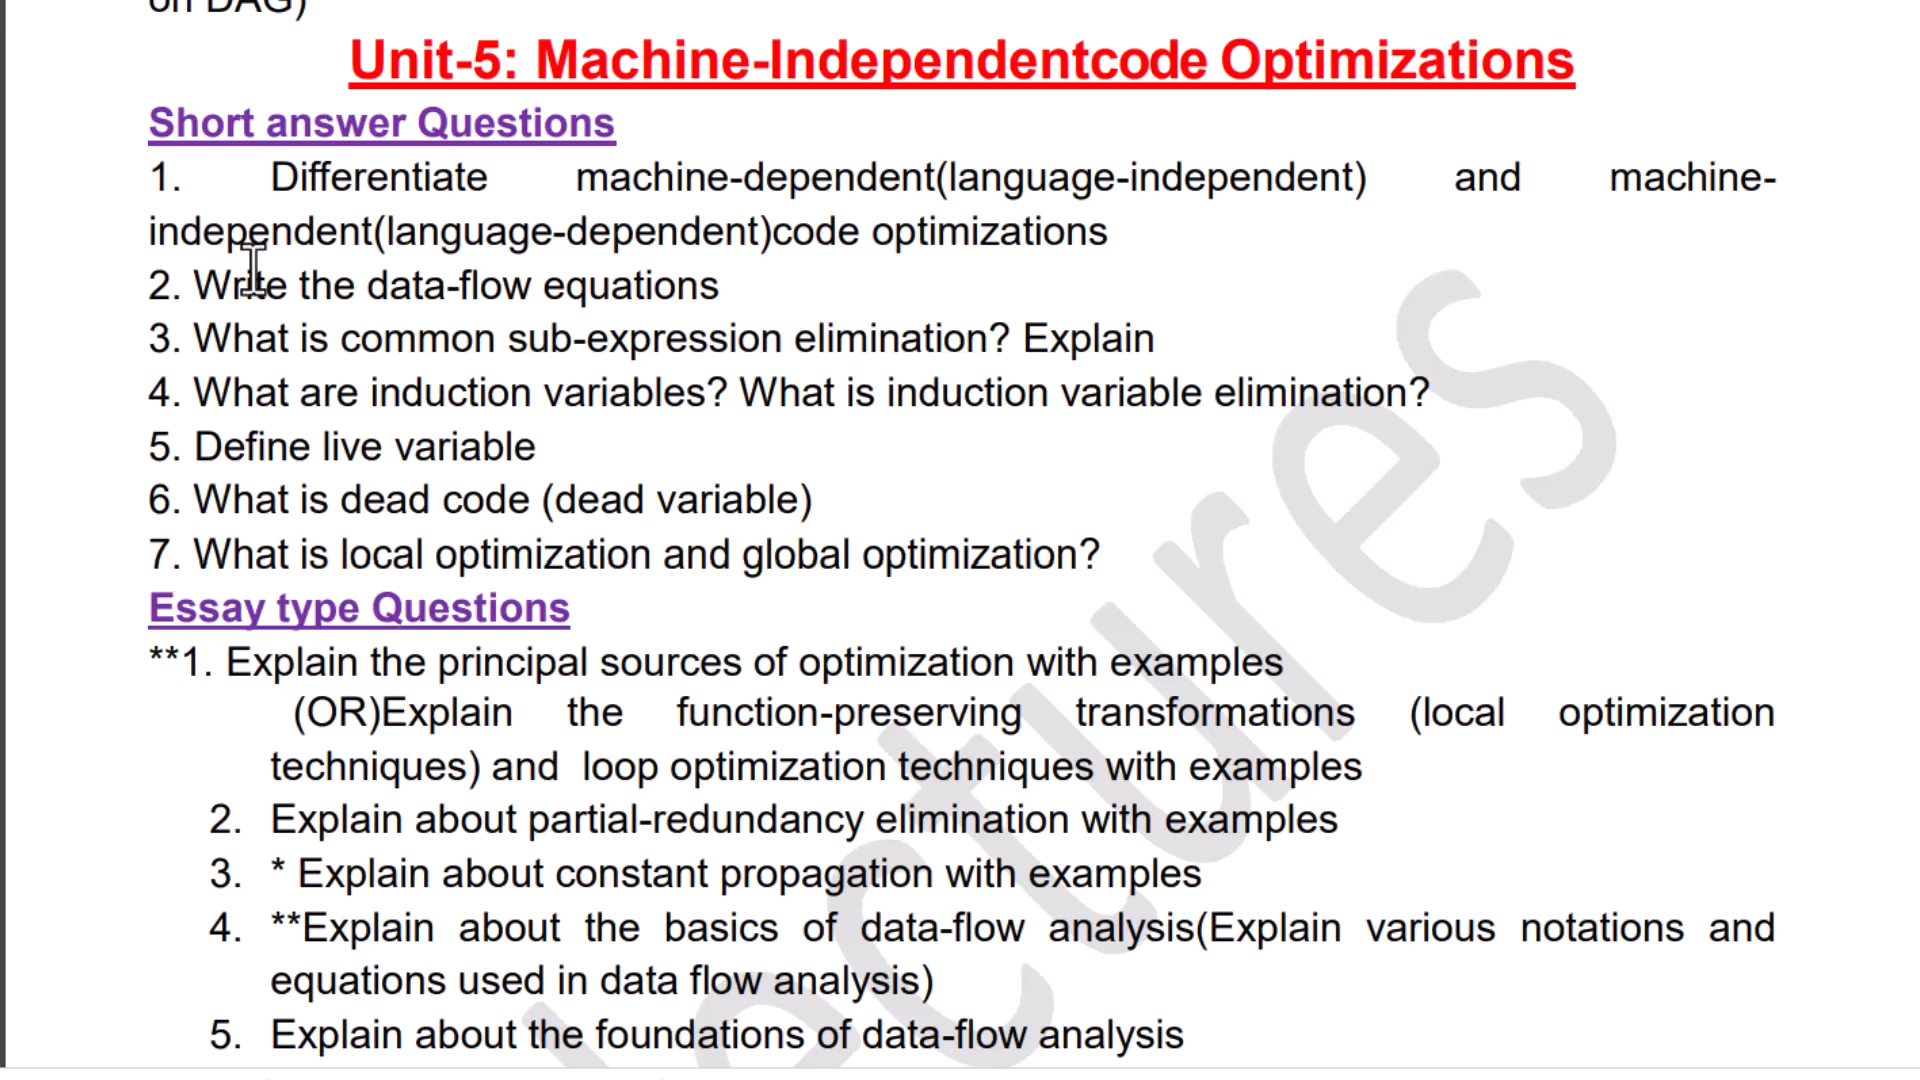 on DAG)
Unit-5: Machine-Independentcode Optimizations
Short answer Questions
1. Differentiate machine-dependent(language-independent) and machine-
independent(language-dependent)code optimizations
2. Write the data-flow equations
3. What is common sub-expression elimination? Explain
4. What are induction variables? What is induction variable elimination?
5. Define live variable
6. What is dead code (dead variable)
7. What is local optimization and global optimization?
Essay type Questions
**1. Explain the principal sources of optimization with examples
(OR)Explain the function-preserving transformations (local optimization
techniques) and loop optimization techniques with examples
2. Explain about partial-redundancy elimination with examples
3. * Explain about constant propagation with examples
4. **Explain about the basics of data-flow analysis(Explain various notations and
equations used in data flow analysis)
5. Explain about the foundations of data-flow analysis
lectures